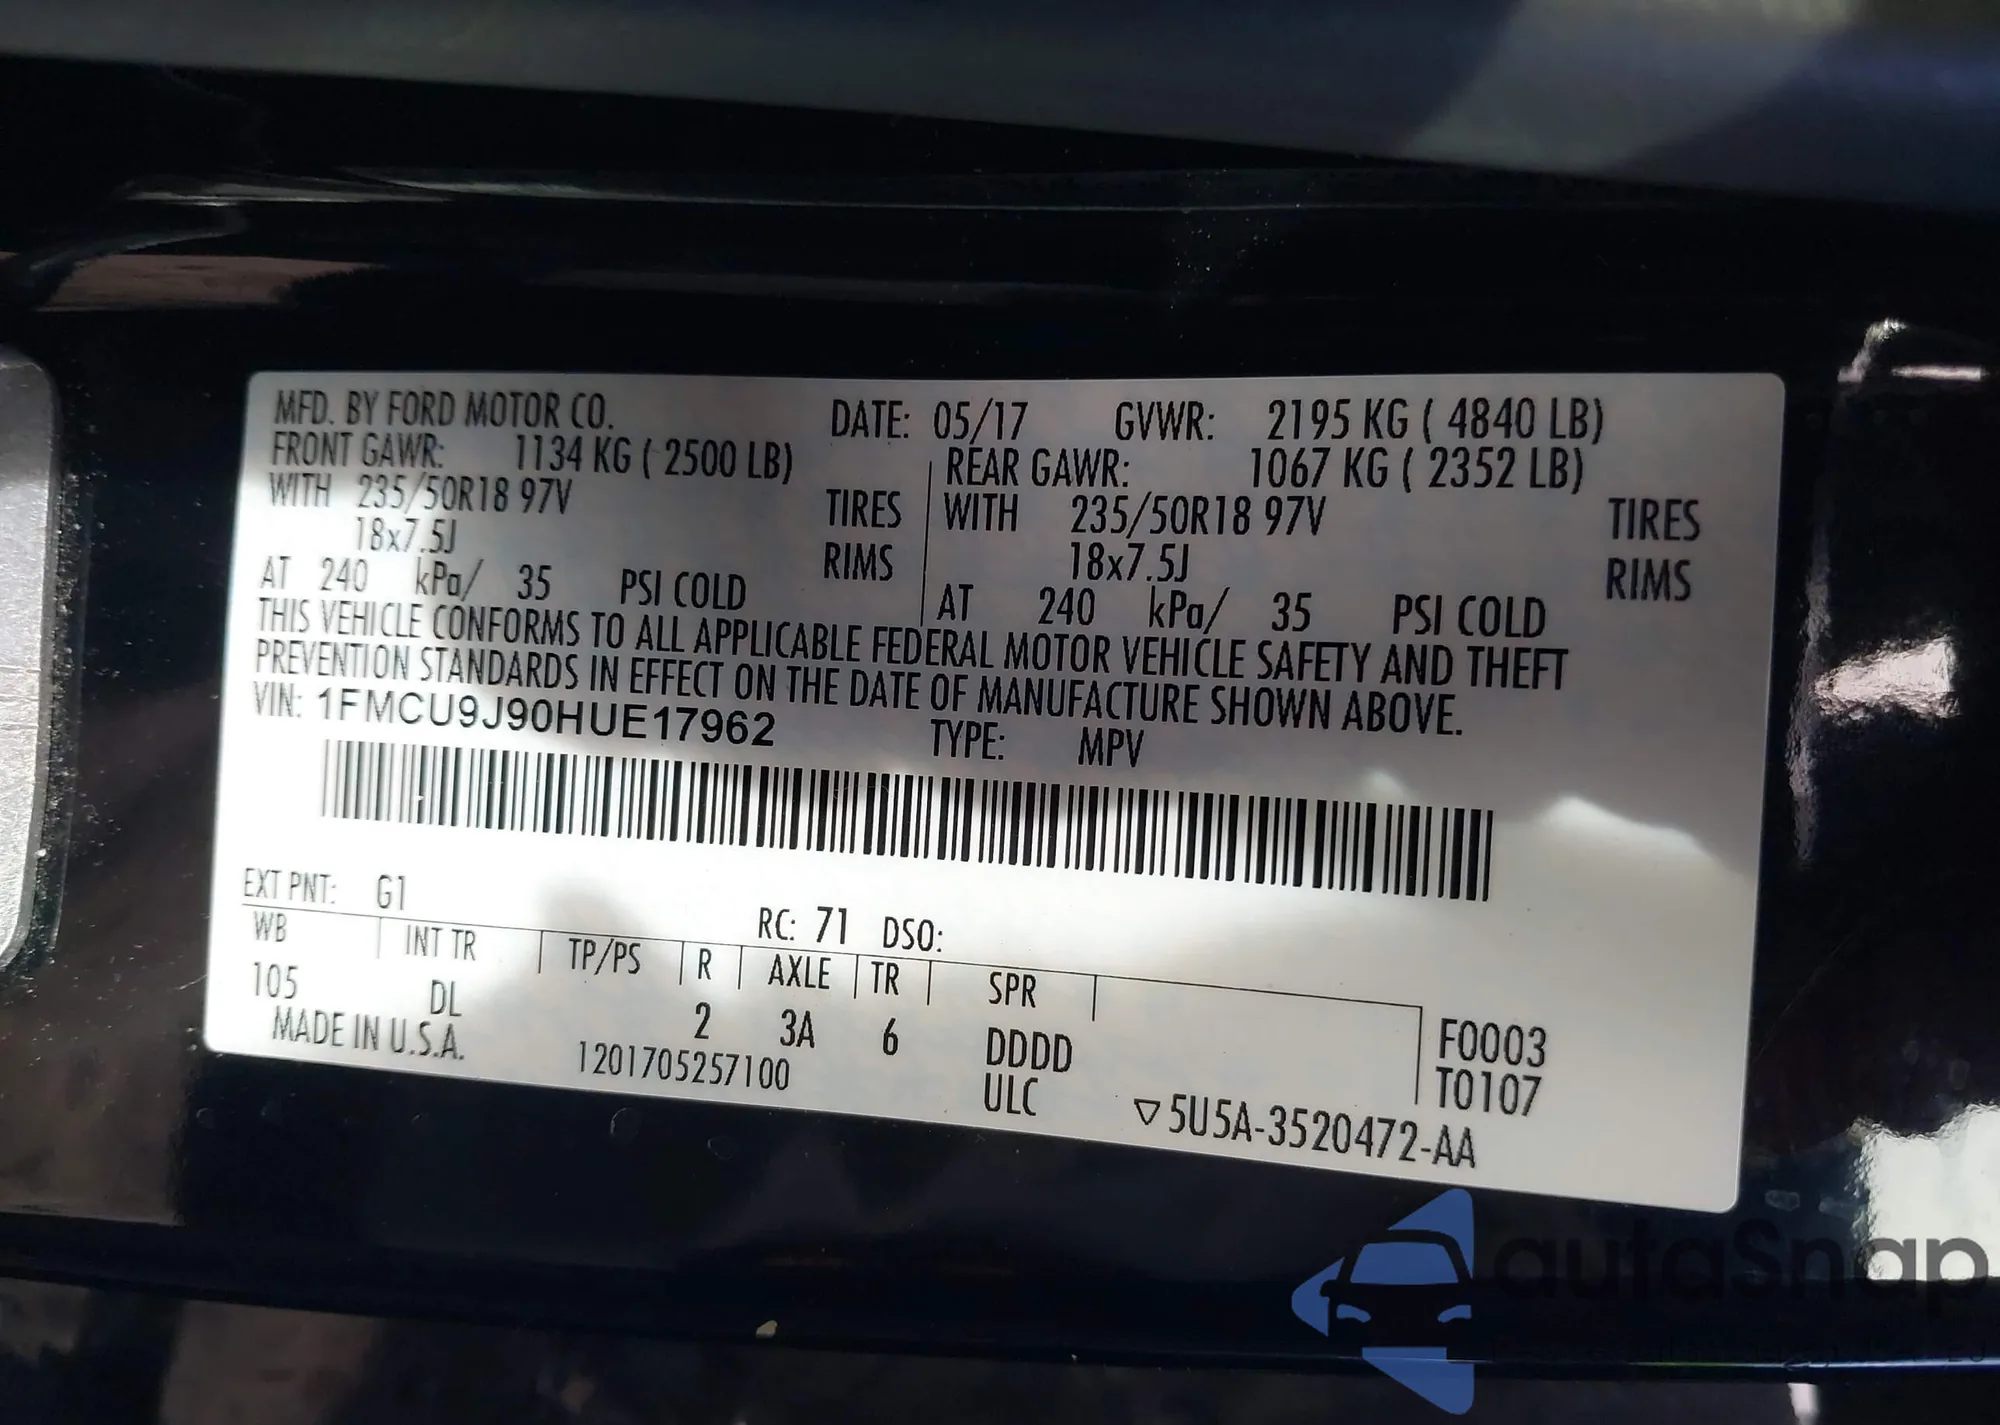 MFD. BY FORD MOTOR CO. DATE: 05/17 GVWR: 2195 KG ( 4840 LB)
FRONT GAWR: 1134 KG ( 2500 LB) REAR GAWR: 1067 KG ( 2352 LB)
WITH 235/50R18 97V TIRES WITH 235/50R18 97V TIRES
18x7.5J RIMS 18x7.5J RIMS
AT 240 kPa/ 35 PSI COLD AT 240 kPa/ 35 PSI COLD
THIS VEHICLE CONFORMS TO ALL APPLICABLE FEDERAL MOTOR VEHICLE SAFETY AND THEFT
PREVENTION STANDARDS IN EFFECT ON THE DATE OF MANUFACTURE SHOWN ABOVE.
VIN: 1FMCU9J90HUE17962 TYPE: MPV
EXT PNT: G1 RC: 71 DSO:
WB INT TR TP/PS R AXLE TR SPR
105 DL 2 3A 6 DDDD F0003
MADE IN U.S.A. 1201705257100 ULC T0107
▽5U5A-3520472-AA
autaSnap